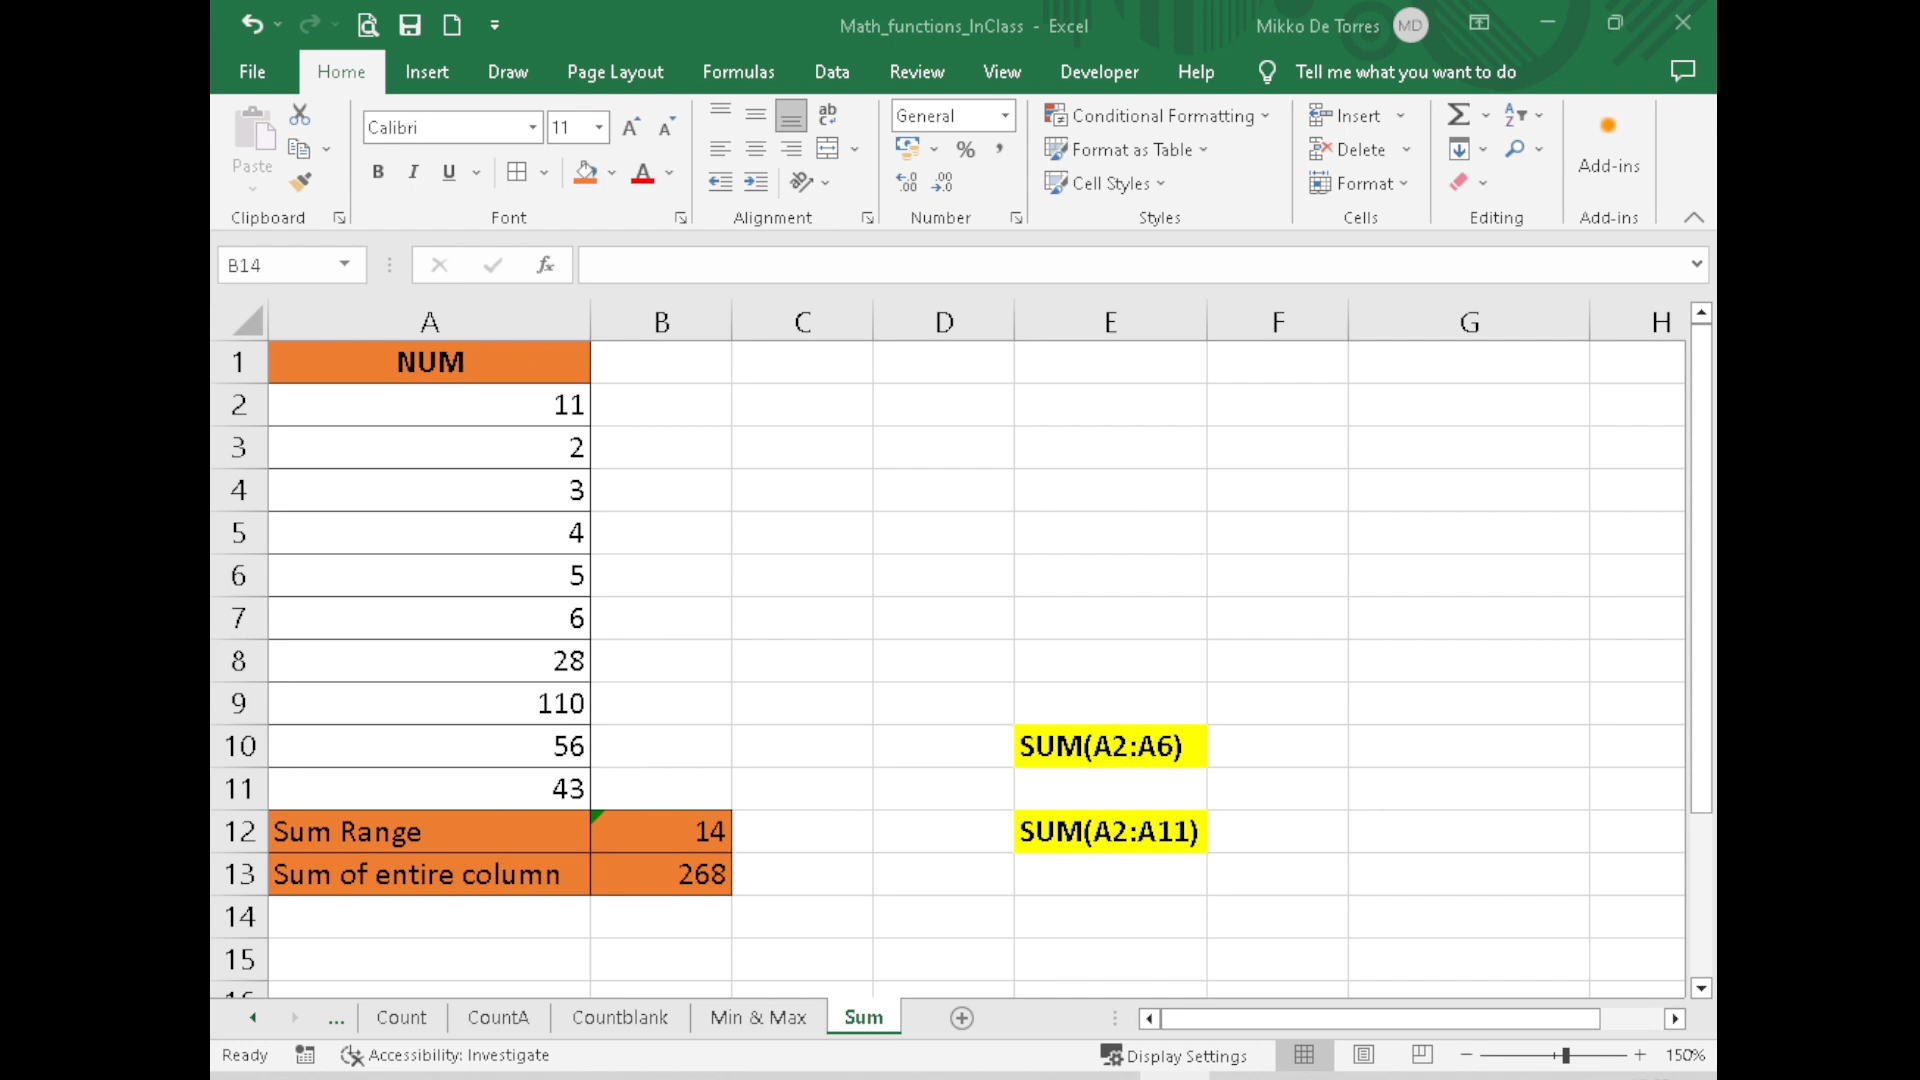 Math_functions_InClass - Excel
Mikko De Torres MD
File Home Insert Draw Page Layout Formulas Data Review View Developer Help Tell me what you want to do
Paste
Clipboard
Calibri 11
B I U A
Font
ab
Alignment
General
%
Number
Conditional Formatting
Format as Table
Cell Styles
Styles
Insert
Delete
Format
Cells
Editing
Add-ins
Add-ins
B14 fx
A B C D E F G H
1 NUM
2 11
3 2
4 3
5 4
6 5
7 6
8 28
9 110
10 56 SUM(A2:A6)
11 43
12 Sum Range 14 SUM(A2:A11)
13 Sum of entire column 268
14
15
... Count CountA Countblank Min & Max Sum
Ready Accessibility: Investigate Display Settings 150%